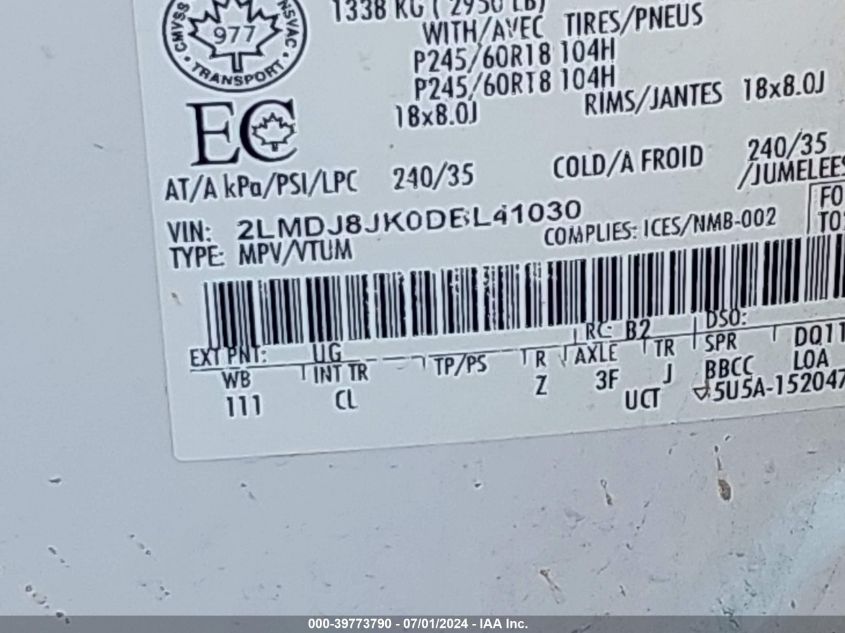 CMVSS NSVAC
977
TRANSPORT
1338 KG ( 2950 LB)
WITH/AVEC TIRES/PNEUS
P245/60R18 104H
P245/60R18 104H
18x8.0J RIMS/JANTES 18x8.0J
EC
AT/A kPa/PSI/LPC 240/35 COLD/A FROID 240/35
/JUMELEES
VIN: 2LMDJ8JK0DBL41030 COMPLIES: ICES/NMB-002
TYPE: MPV/VTUM
EXT PNT: UG RC: B2 DSO:
WB INT TR TP/PS R AXLE TR SPR
111 CL Z 3F J BBCC LOA
UCT 5U5A-152047
000-39773790 - 07/01/2024 - IAA Inc.